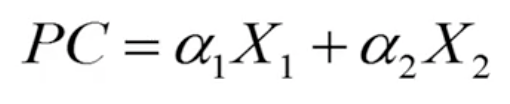 PC = α₁X₁ + α₂X₂